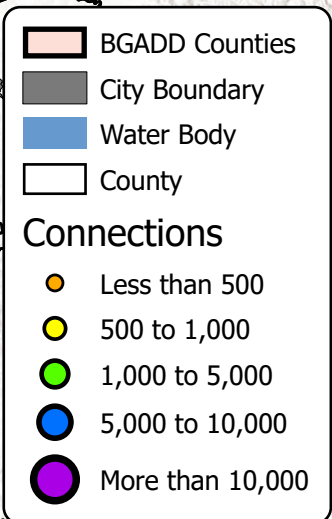 BGADD Counties
City Boundary
Water Body
County
Connections
Less than 500
500 to 1,000
1,000 to 5,000
5,000 to 10,000
More than 10,000